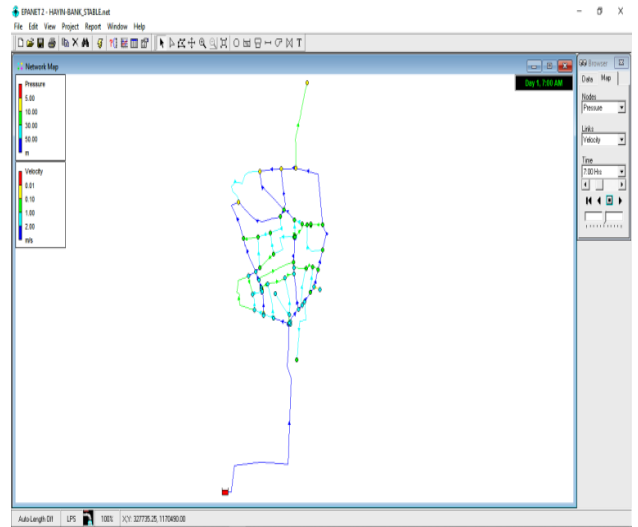 EPANET 2 - HAYIN-BANK_STABLE.net
File Edit View Project Report Window Help
Network Map
Day 1, 7:00 AM
Pressure
5.00
10.00
30.00
50.00
m
Velocity
0.01
0.10
1.00
2.00
m/s
Browser
Data Map
Nodes
Pressure
Links
Velocity
Time
7:00 Hrs
Auto-Length Off LPS 100% X,Y: 327735.25, 1170490.00